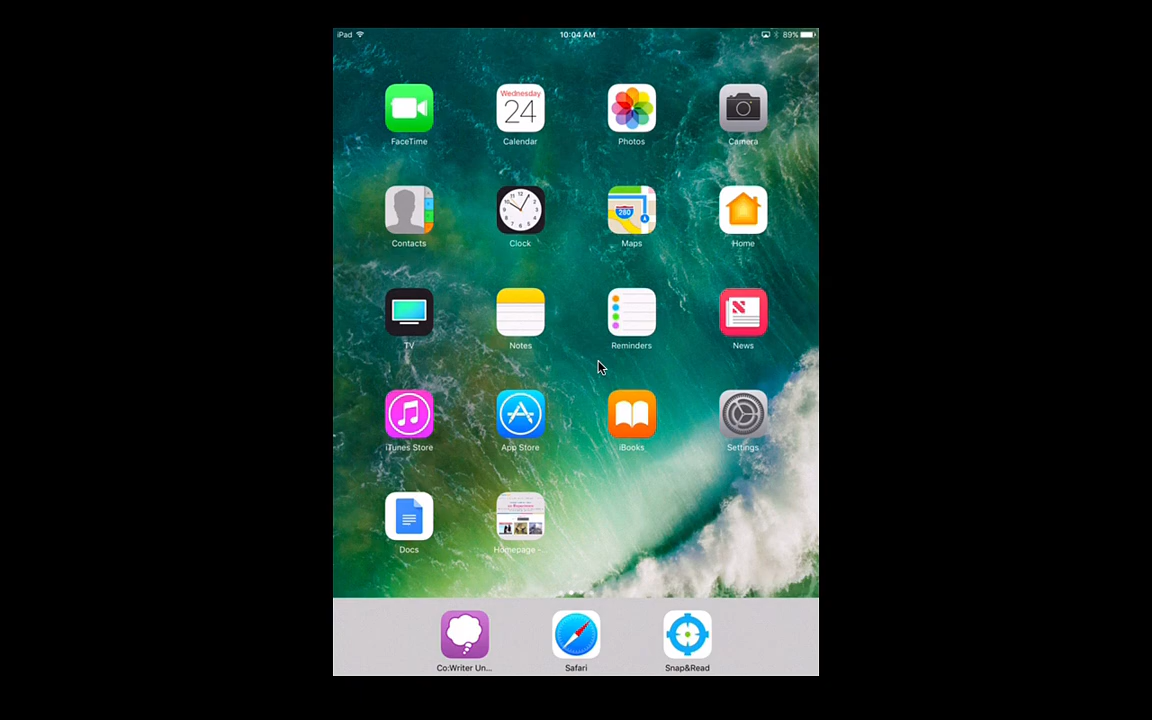 iPad 10:04 AM 89%
Wednesday
24
FaceTime Calendar Photos Camera
280
Contacts Clock Maps Home
TV Notes Reminders News
iTunes Store App Store iBooks Settings
Docs Homepage -
Co:Writer Un... Safari Snap&Read